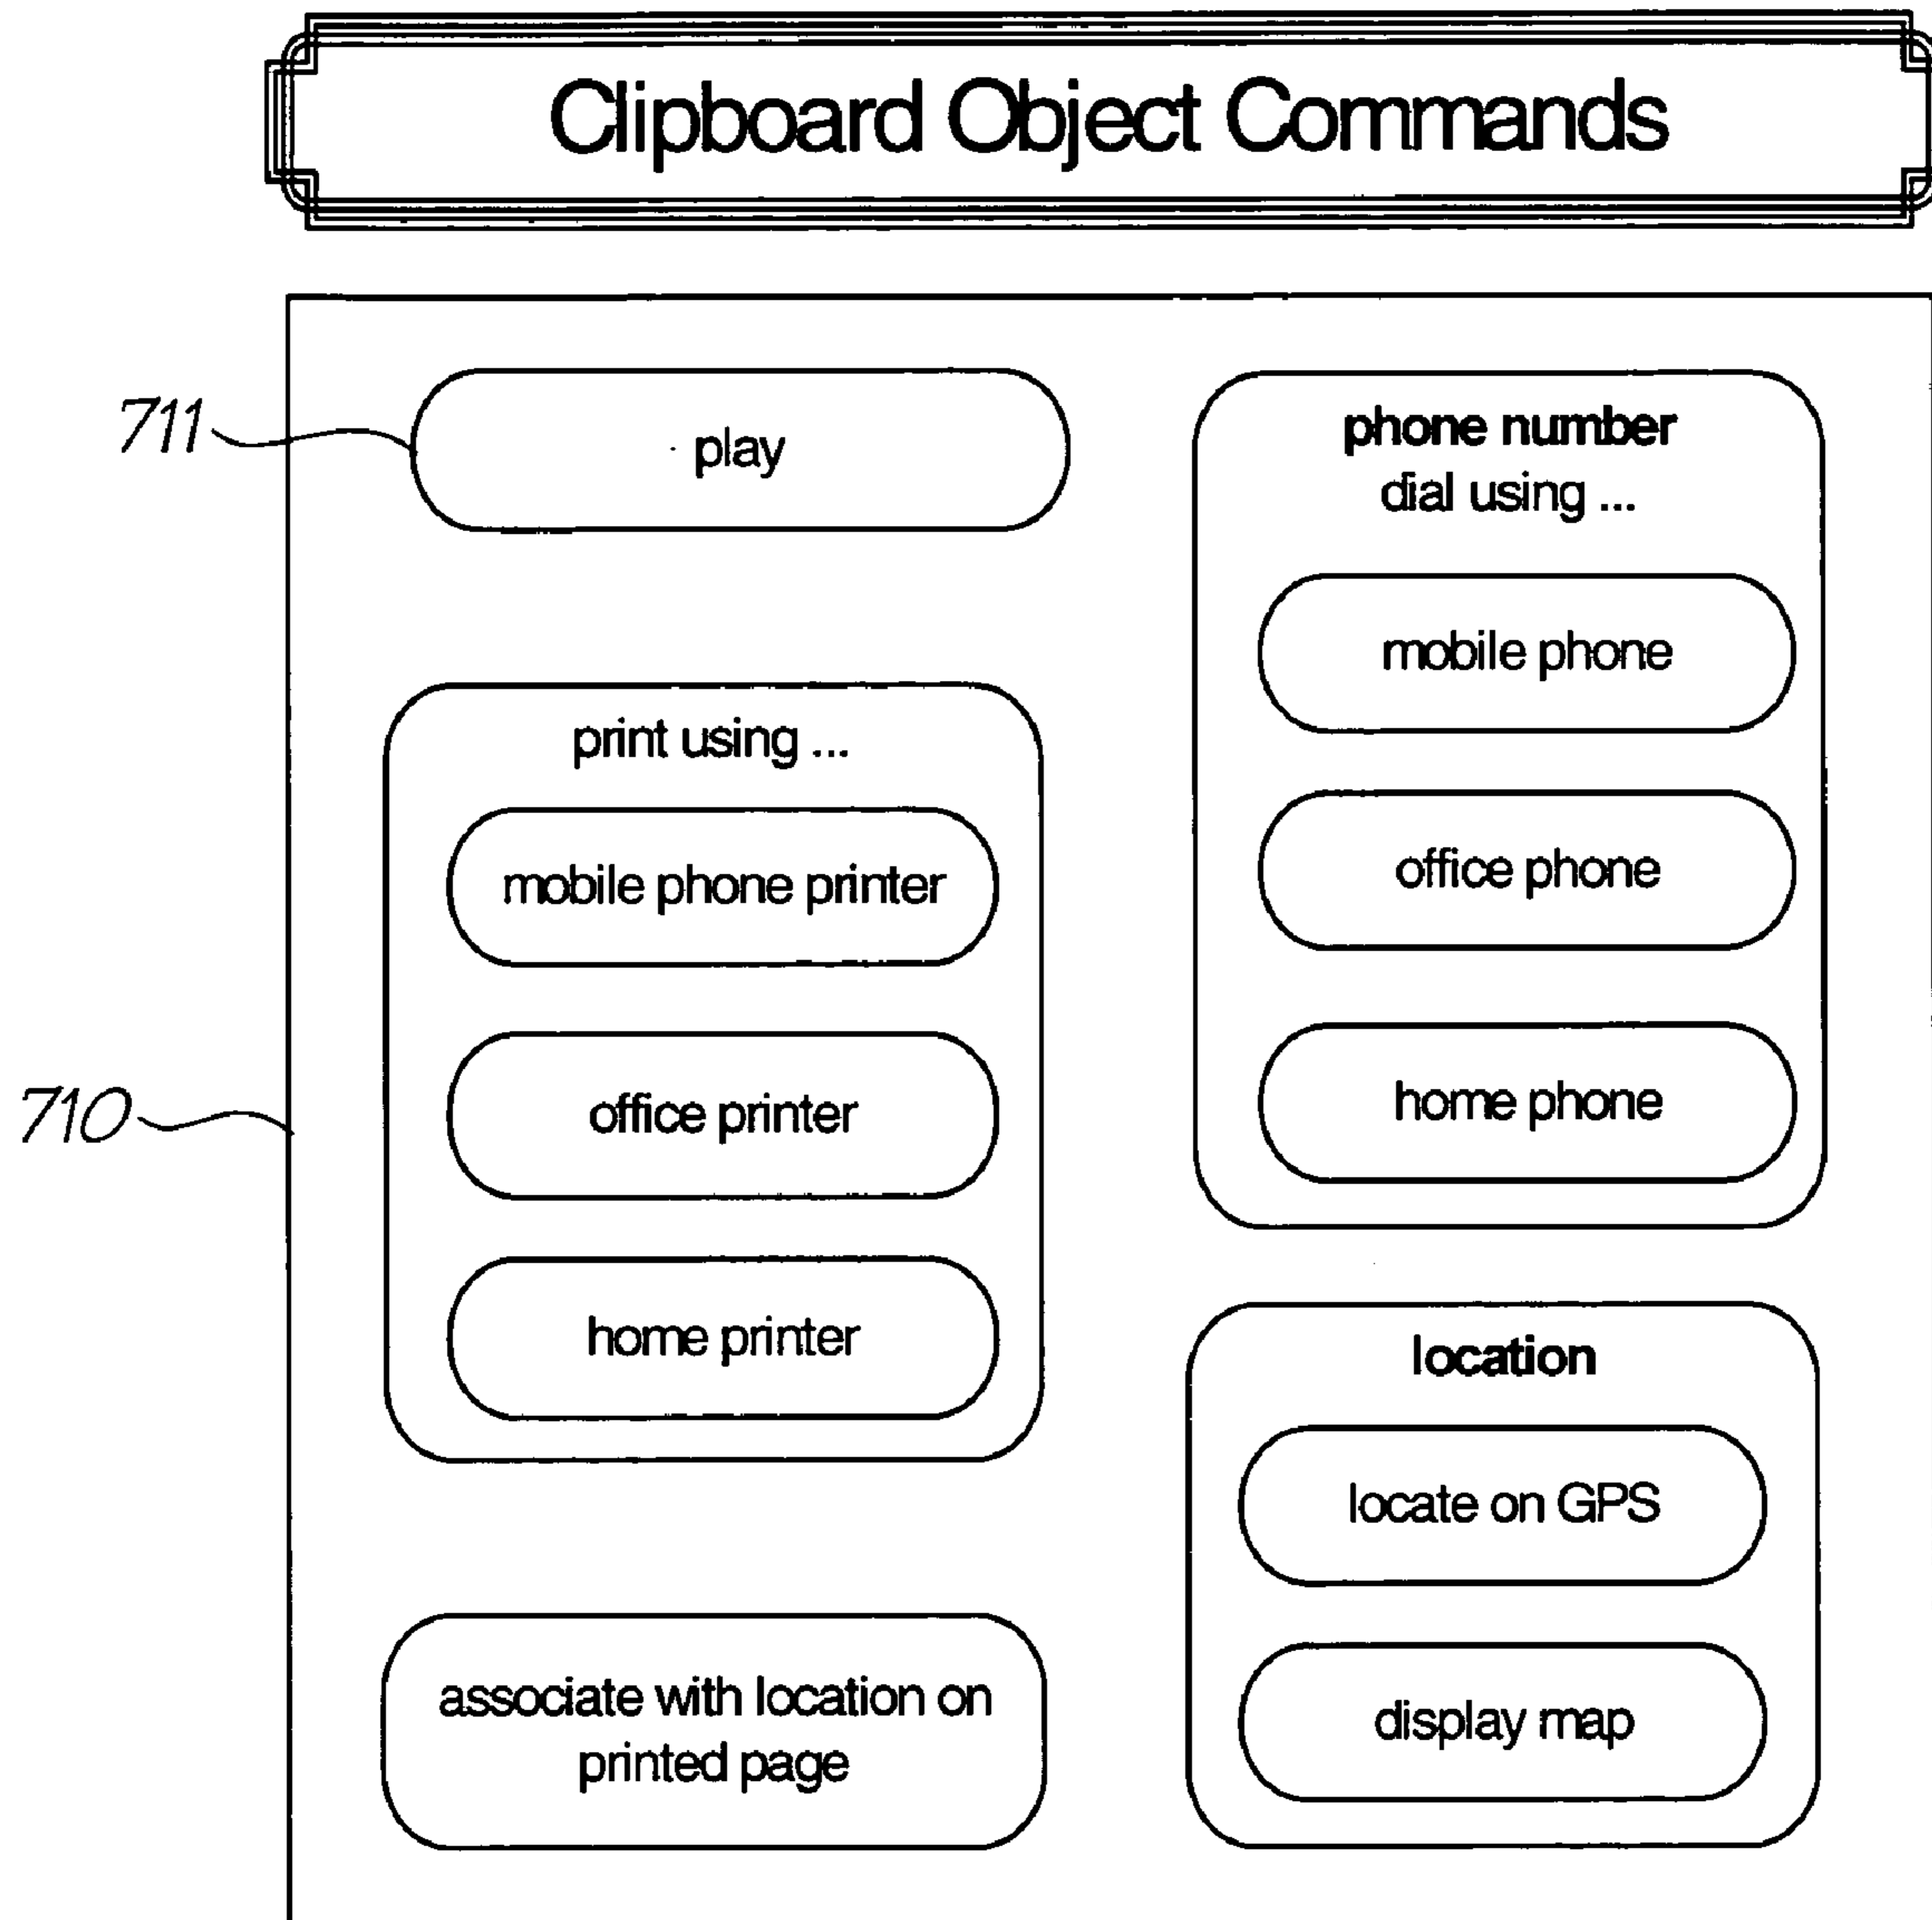 Clipboard Object Commands
711
play
print using ...
mobile phone printer
office printer
home printer
710
associate with location on
printed page
phone number
dial using ...
mobile phone
office phone
home phone
location
locate on GPS
display map